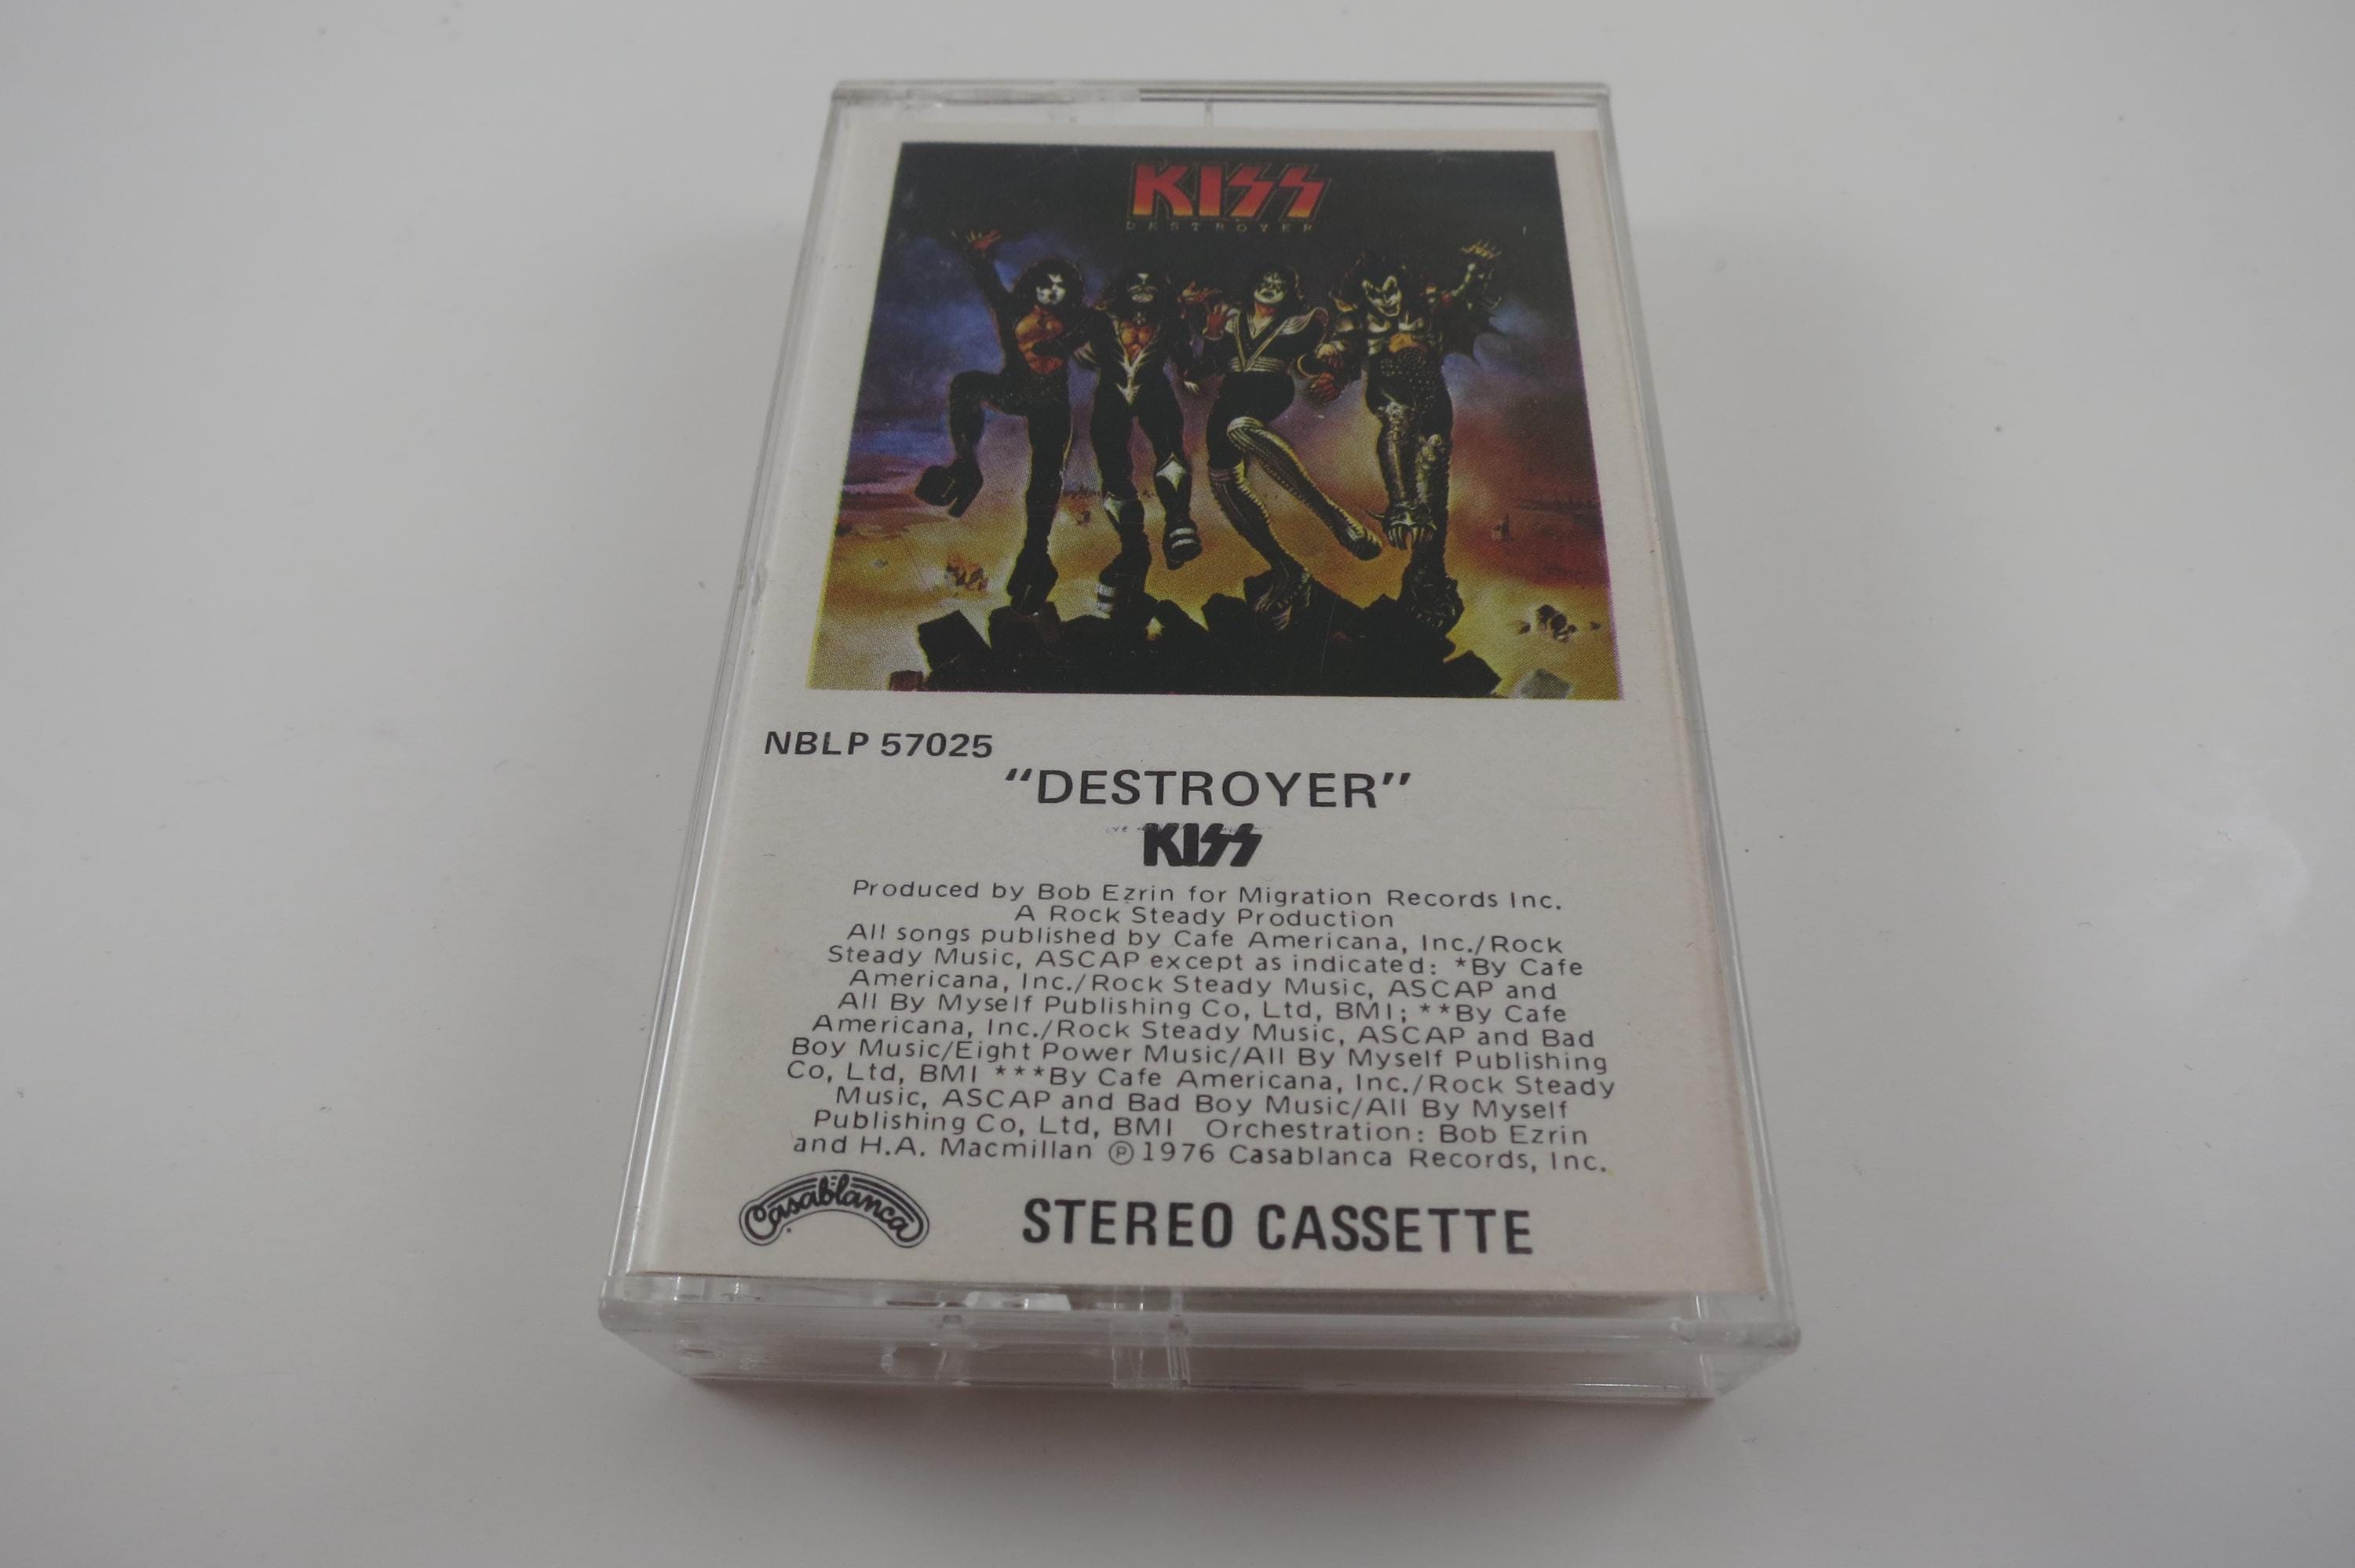 KISS
DESTROYER
NBLP 57025
"DESTROYER"
KISS
Produced by Bob Ezrin for Migration Records Inc.
A Rock Steady Production
All songs published by Cafe Americana, Inc./Rock
Steady Music, ASCAP except as indicated: *By Cafe
Americana, Inc./Rock Steady Music, ASCAP and
All By Myself Publishing Co, Ltd, BMI; **By Cafe
Americana, Inc./Rock Steady Music, ASCAP and Bad
Boy Music/Eight Power Music/All By Myself Publishing
Co, Ltd, BMI ***By Cafe Americana, Inc./Rock Steady
Music, ASCAP and Bad Boy Music/All By Myself
Publishing Co, Ltd, BMI Orchestration: Bob Ezrin
and H.A. Macmillan ℗1976 Casablanca Records, Inc.
Casablanca
STEREO CASSETTE